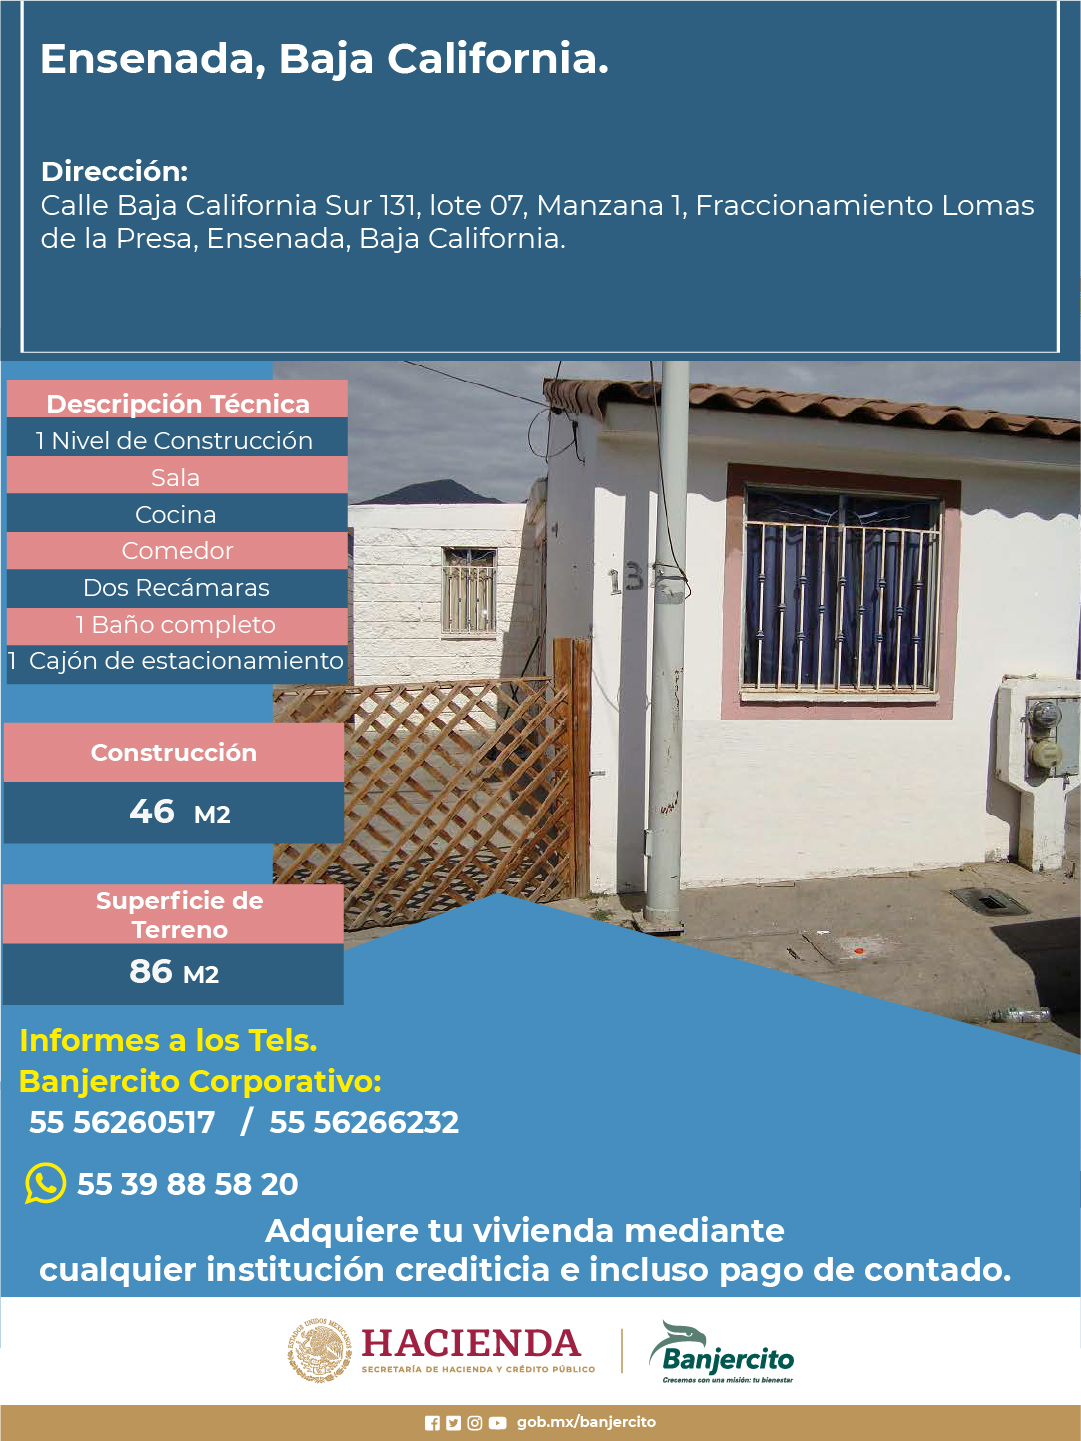 Ensenada, Baja California.
Dirección:
Calle Baja California Sur 131, lote 07, Manzana 1, Fraccionamiento Lomas
de la Presa, Ensenada, Baja California.
Descripción Técnica
1 Nivel de Construcción
Sala
Cocina
Comedor
Dos Recámaras
1 Baño completo
1 Cajón de estacionamiento
13
Construcción
46 M2
Superficie de
Terreno
86 M2
Informes a los Tels.
Banjercito Corporativo:
55 56260517 / 55 56266232
55 39 88 58 20
Adquiere tu vivienda mediante
cualquier institución crediticia e incluso pago de contado.
ESTADOS UNIDOS MEXICANOS
HACIENDA
SECRETARÍA DE HACIENDA Y CRÉDITO PÚBLICO
Banjercito
Crecemos con una misión: tu bienestar
gob.mx/banjercito